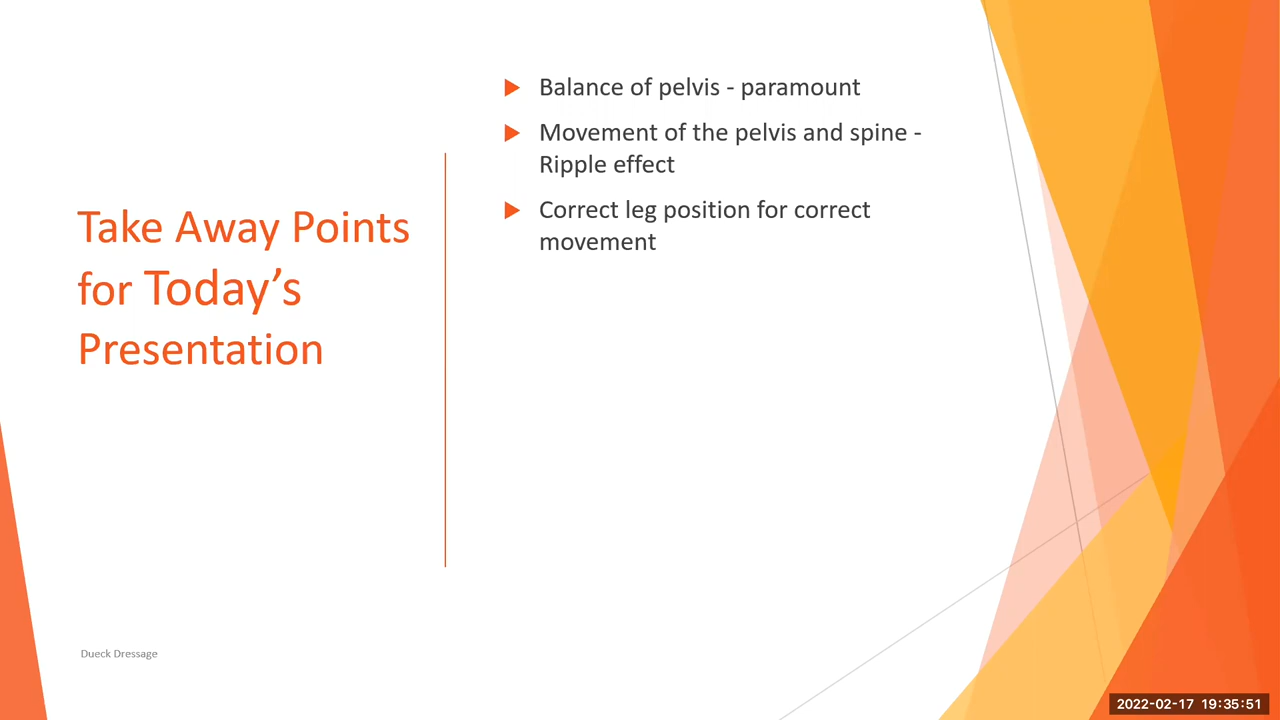 Take Away Points
for Today’s
Presentation
Balance of pelvis - paramount
Movement of the pelvis and spine -
Ripple effect
Correct leg position for correct
movement
Dueck Dressage
2022-02-17 19:35:51